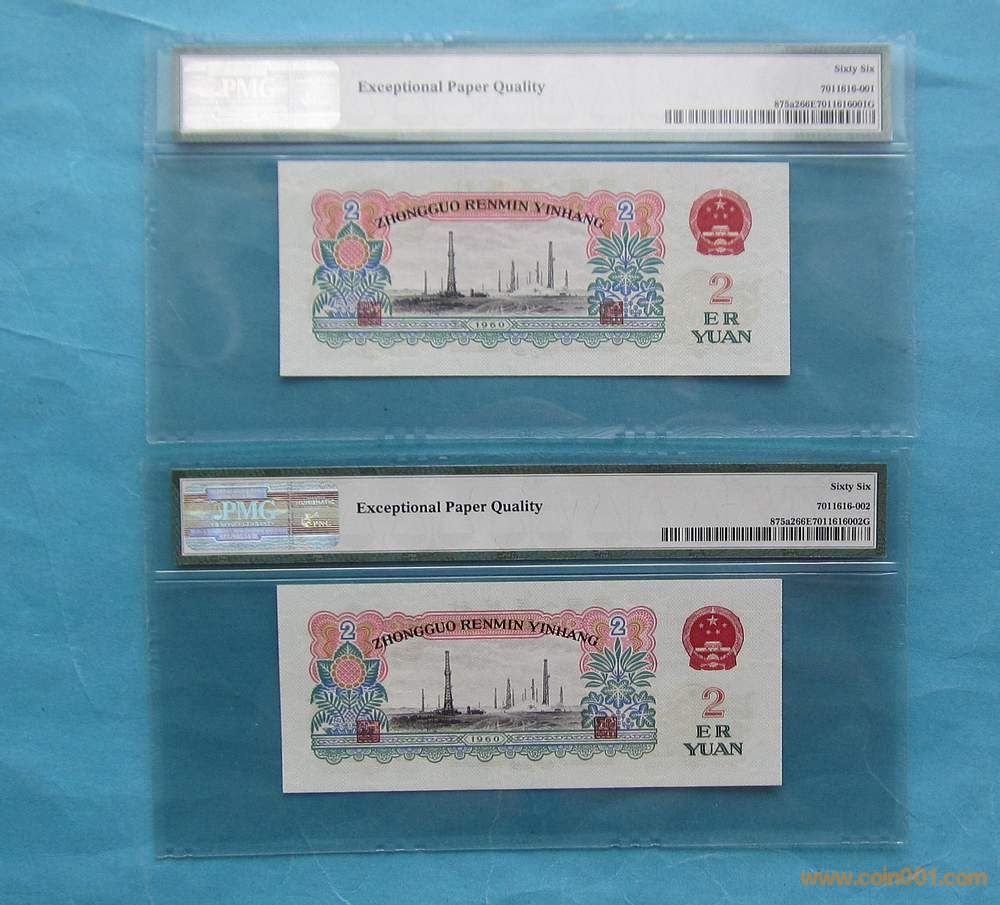 PMG
Exceptional Paper Quality
Sixty Six
7011616-001
875a266E7011616001G
2
ZHONGGUO RENMIN YINHANG
2
1960
2
ER
YUAN
PMG
NUMISMATIC
PNG
Exceptional Paper Quality
Sixty Six
7011616-002
875a266E7011616002G
2
ZHONGGUO RENMIN YINHANG
2
1960
2
ER
YUAN
www.coin001.com